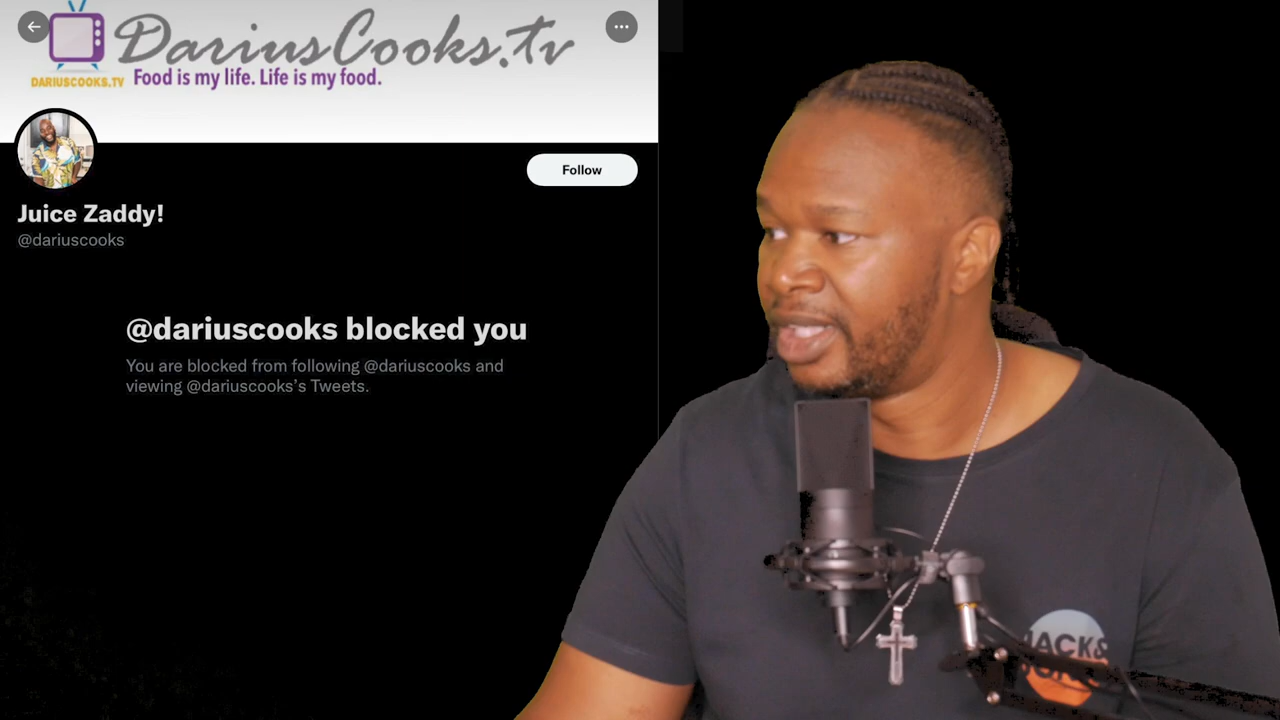 DariusCooks.tv
DARIUSCOOKS.TV Food is my life. Life is my food.
Follow
Juice Zaddy!
@dariuscooks
@dariuscooks blocked you
You are blocked from following @dariuscooks and
viewing @dariuscooks's Tweets.
JACK&